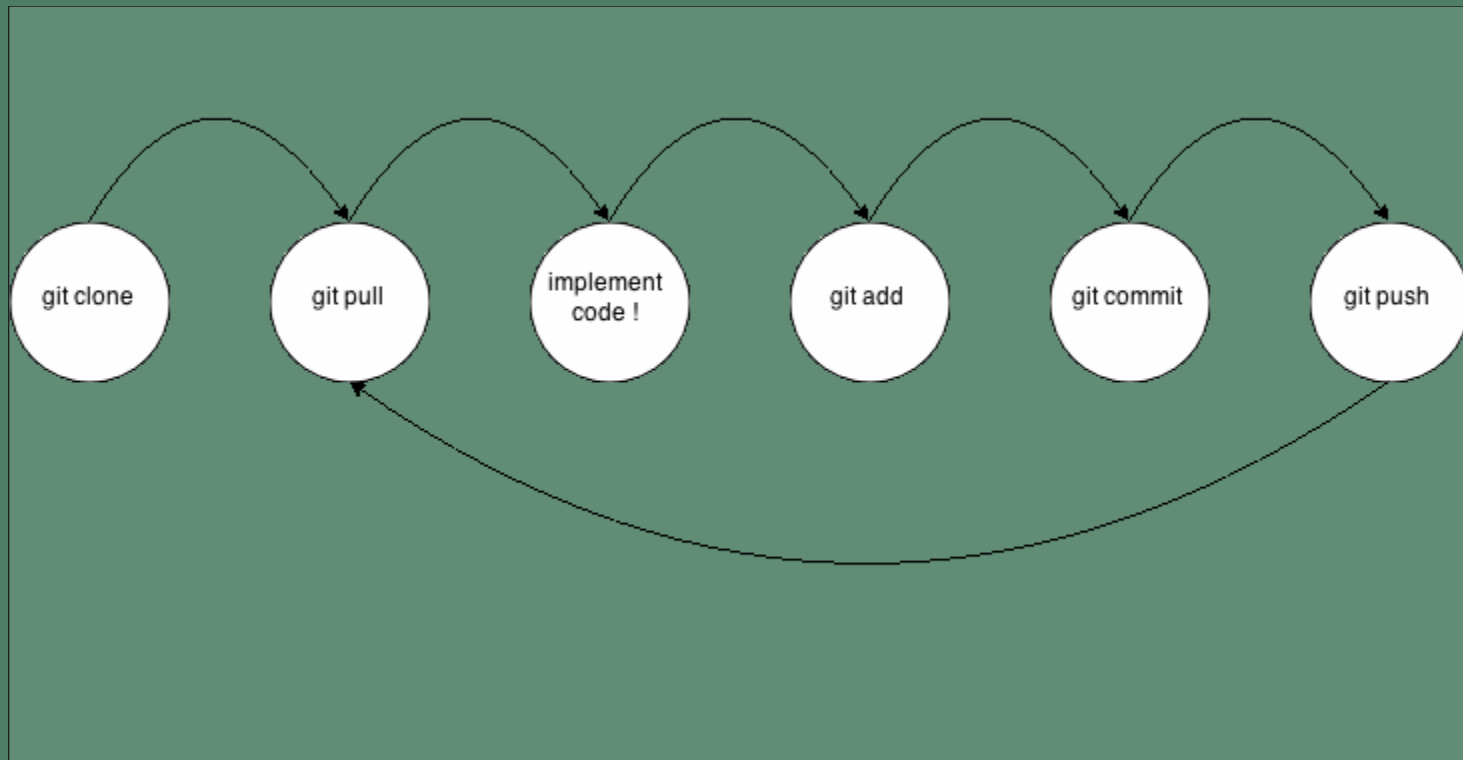 git clone
git pull
implement
code !
git add
git commit
git push